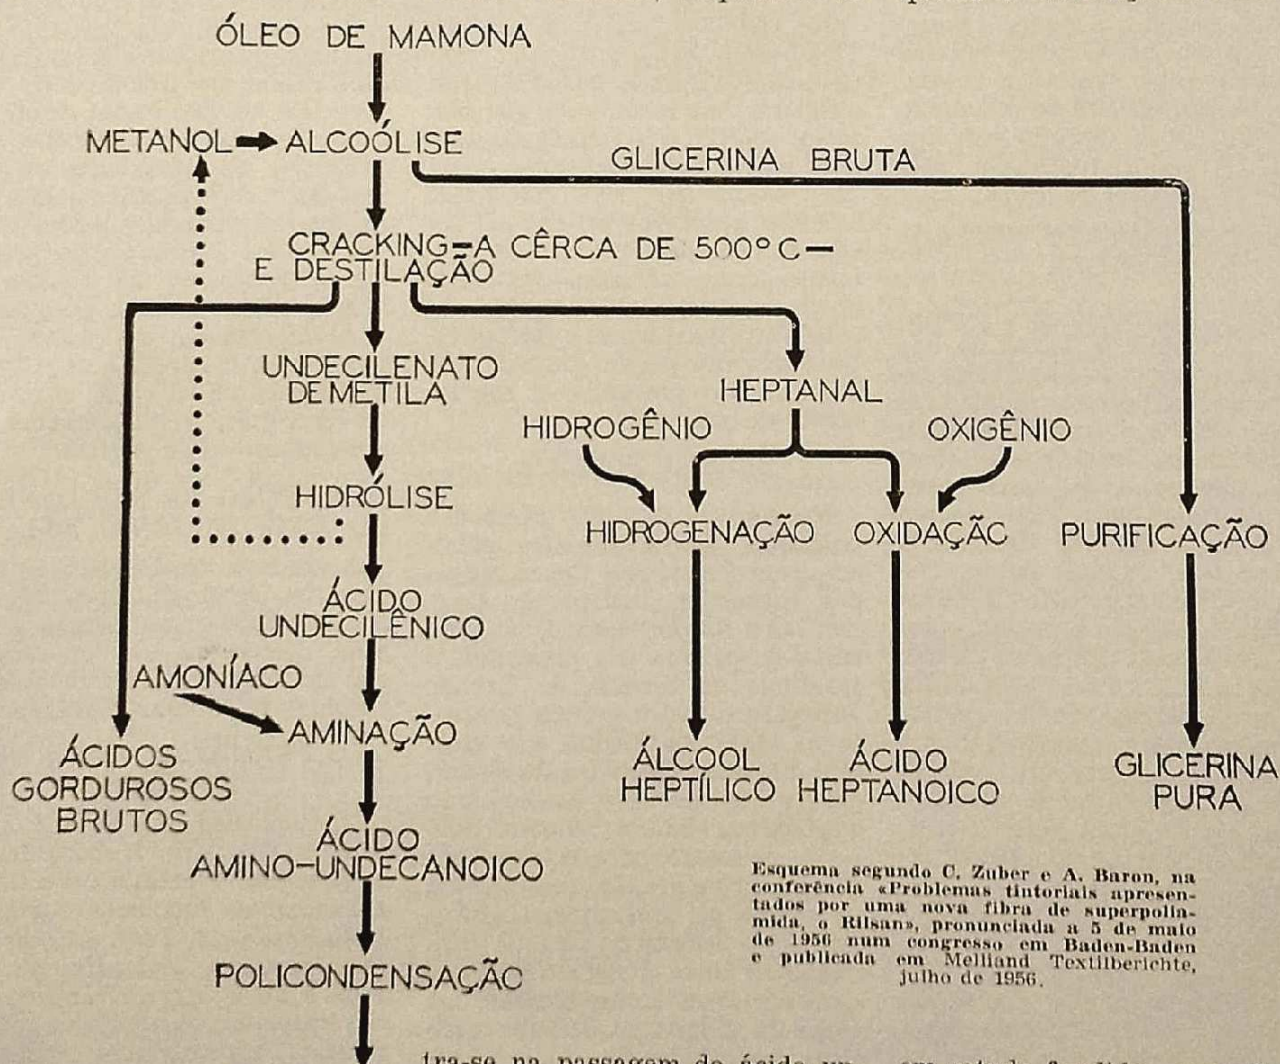 ÓLEO DE MAMONA
METANOL
ALCOÓLISE
GLICERINA BRUTA
CRACKING-A CÊRCA DE 500°C-
E DESTILAÇÃO
UNDECILENATO
DE METILA
HEPTANAL
HIDROGÊNIO
OXIGÊNIO
HIDRÓLISE
HIDROGENAÇÃO
OXIDAÇÃO
PURIFICAÇÃO
ÁCIDO
UNDECILÊNICO
AMONÍACO
AMINAÇÃO
ÁCIDOS
GORDUROSOS
BRUTOS
ÁLCOOL
HEPTÍLICO
ÁCIDO
HEPTANOICO
GLICERINA
PURA
ÁCIDO
AMINO-UNDECANOICO
POLICONDENSAÇÃO
Esquema segundo C. Zuber e A. Baron, na
conferência «Problemas tintoriais apresen-
tados por uma nova fibra de superpolia-
mida, o Rilsan», pronunciada a 5 de maio
de 1956 num congresso em Baden-Baden
e publicada em Melliand Textilberichte,
julho de 1956.